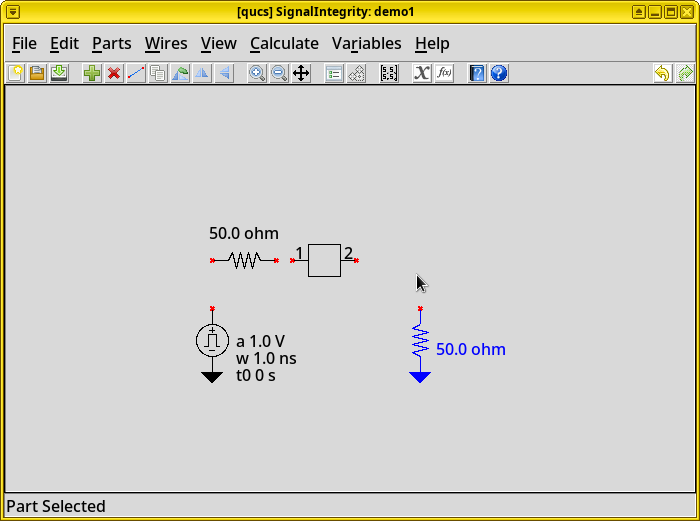 [qucs] SignalIntegrity: demo1
File Edit Parts Wires View Calculate Variables Help
X f(x) ? ?
50.0 ohm
1 2
a 1.0 V
w 1.0 ns
t0 0 s
50.0 ohm
Part Selected